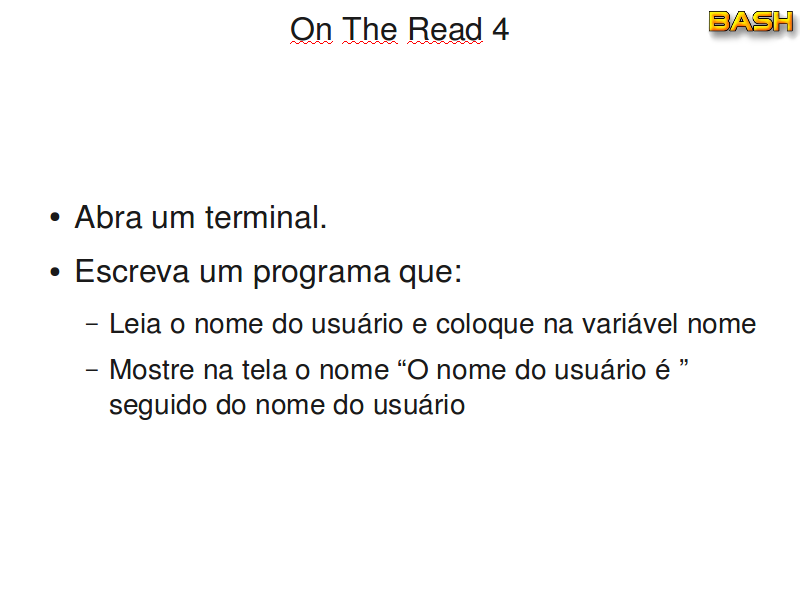 On The Read 4
BASH
• Abra um terminal.
• Escreva um programa que:
– Leia o nome do usuário e coloque na variável nome
– Mostre na tela o nome “O nome do usuário é ”
seguido do nome do usuário